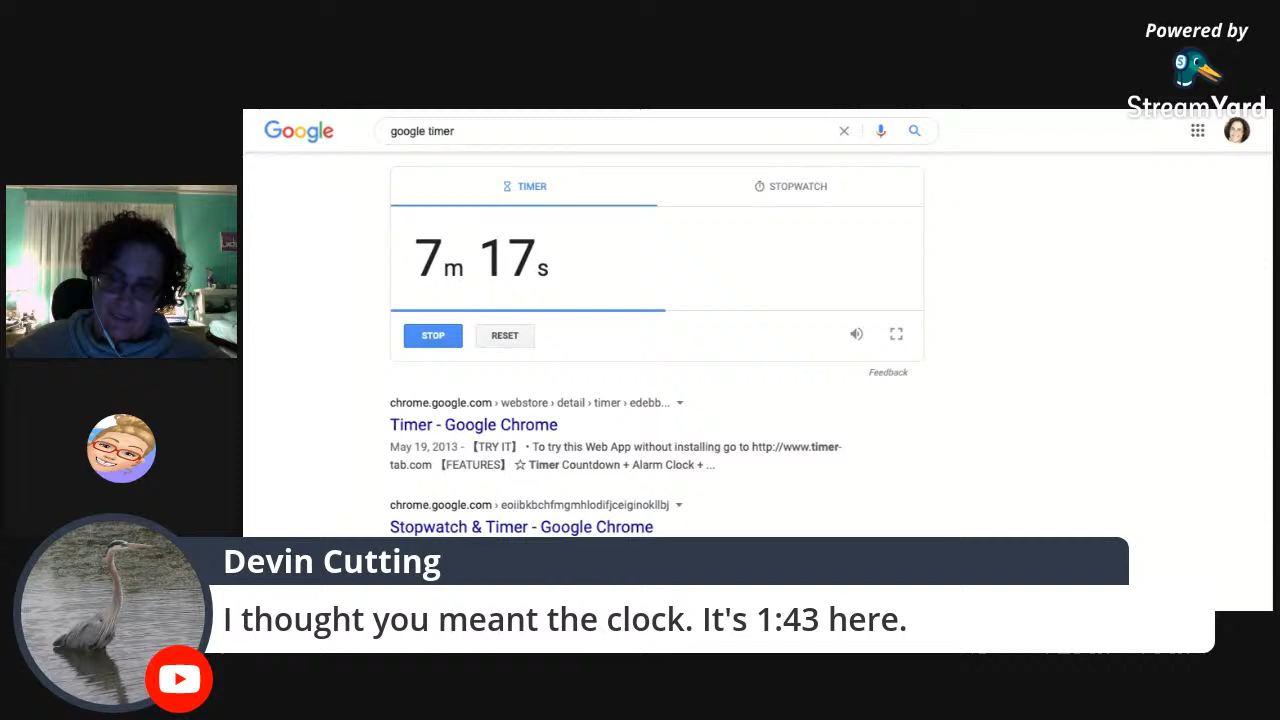 Powered by
StreamYard
Google
google timer
TIMER
STOPWATCH
7m 17s
STOP
RESET
Feedback
chrome.google.com › webstore › detail › timer › edebb...
Timer - Google Chrome
May 19, 2013 - 【TRY IT】 • To try this Web App without installing go to http://www.timer-
tab.com 【FEATURES】 ☆ Timer Countdown + Alarm Clock + ...
chrome.google.com › eoiibkbchfmgmhlodifjceiginokllbj
Stopwatch & Timer - Google Chrome
Devin Cutting
I thought you meant the clock. It's 1:43 here.